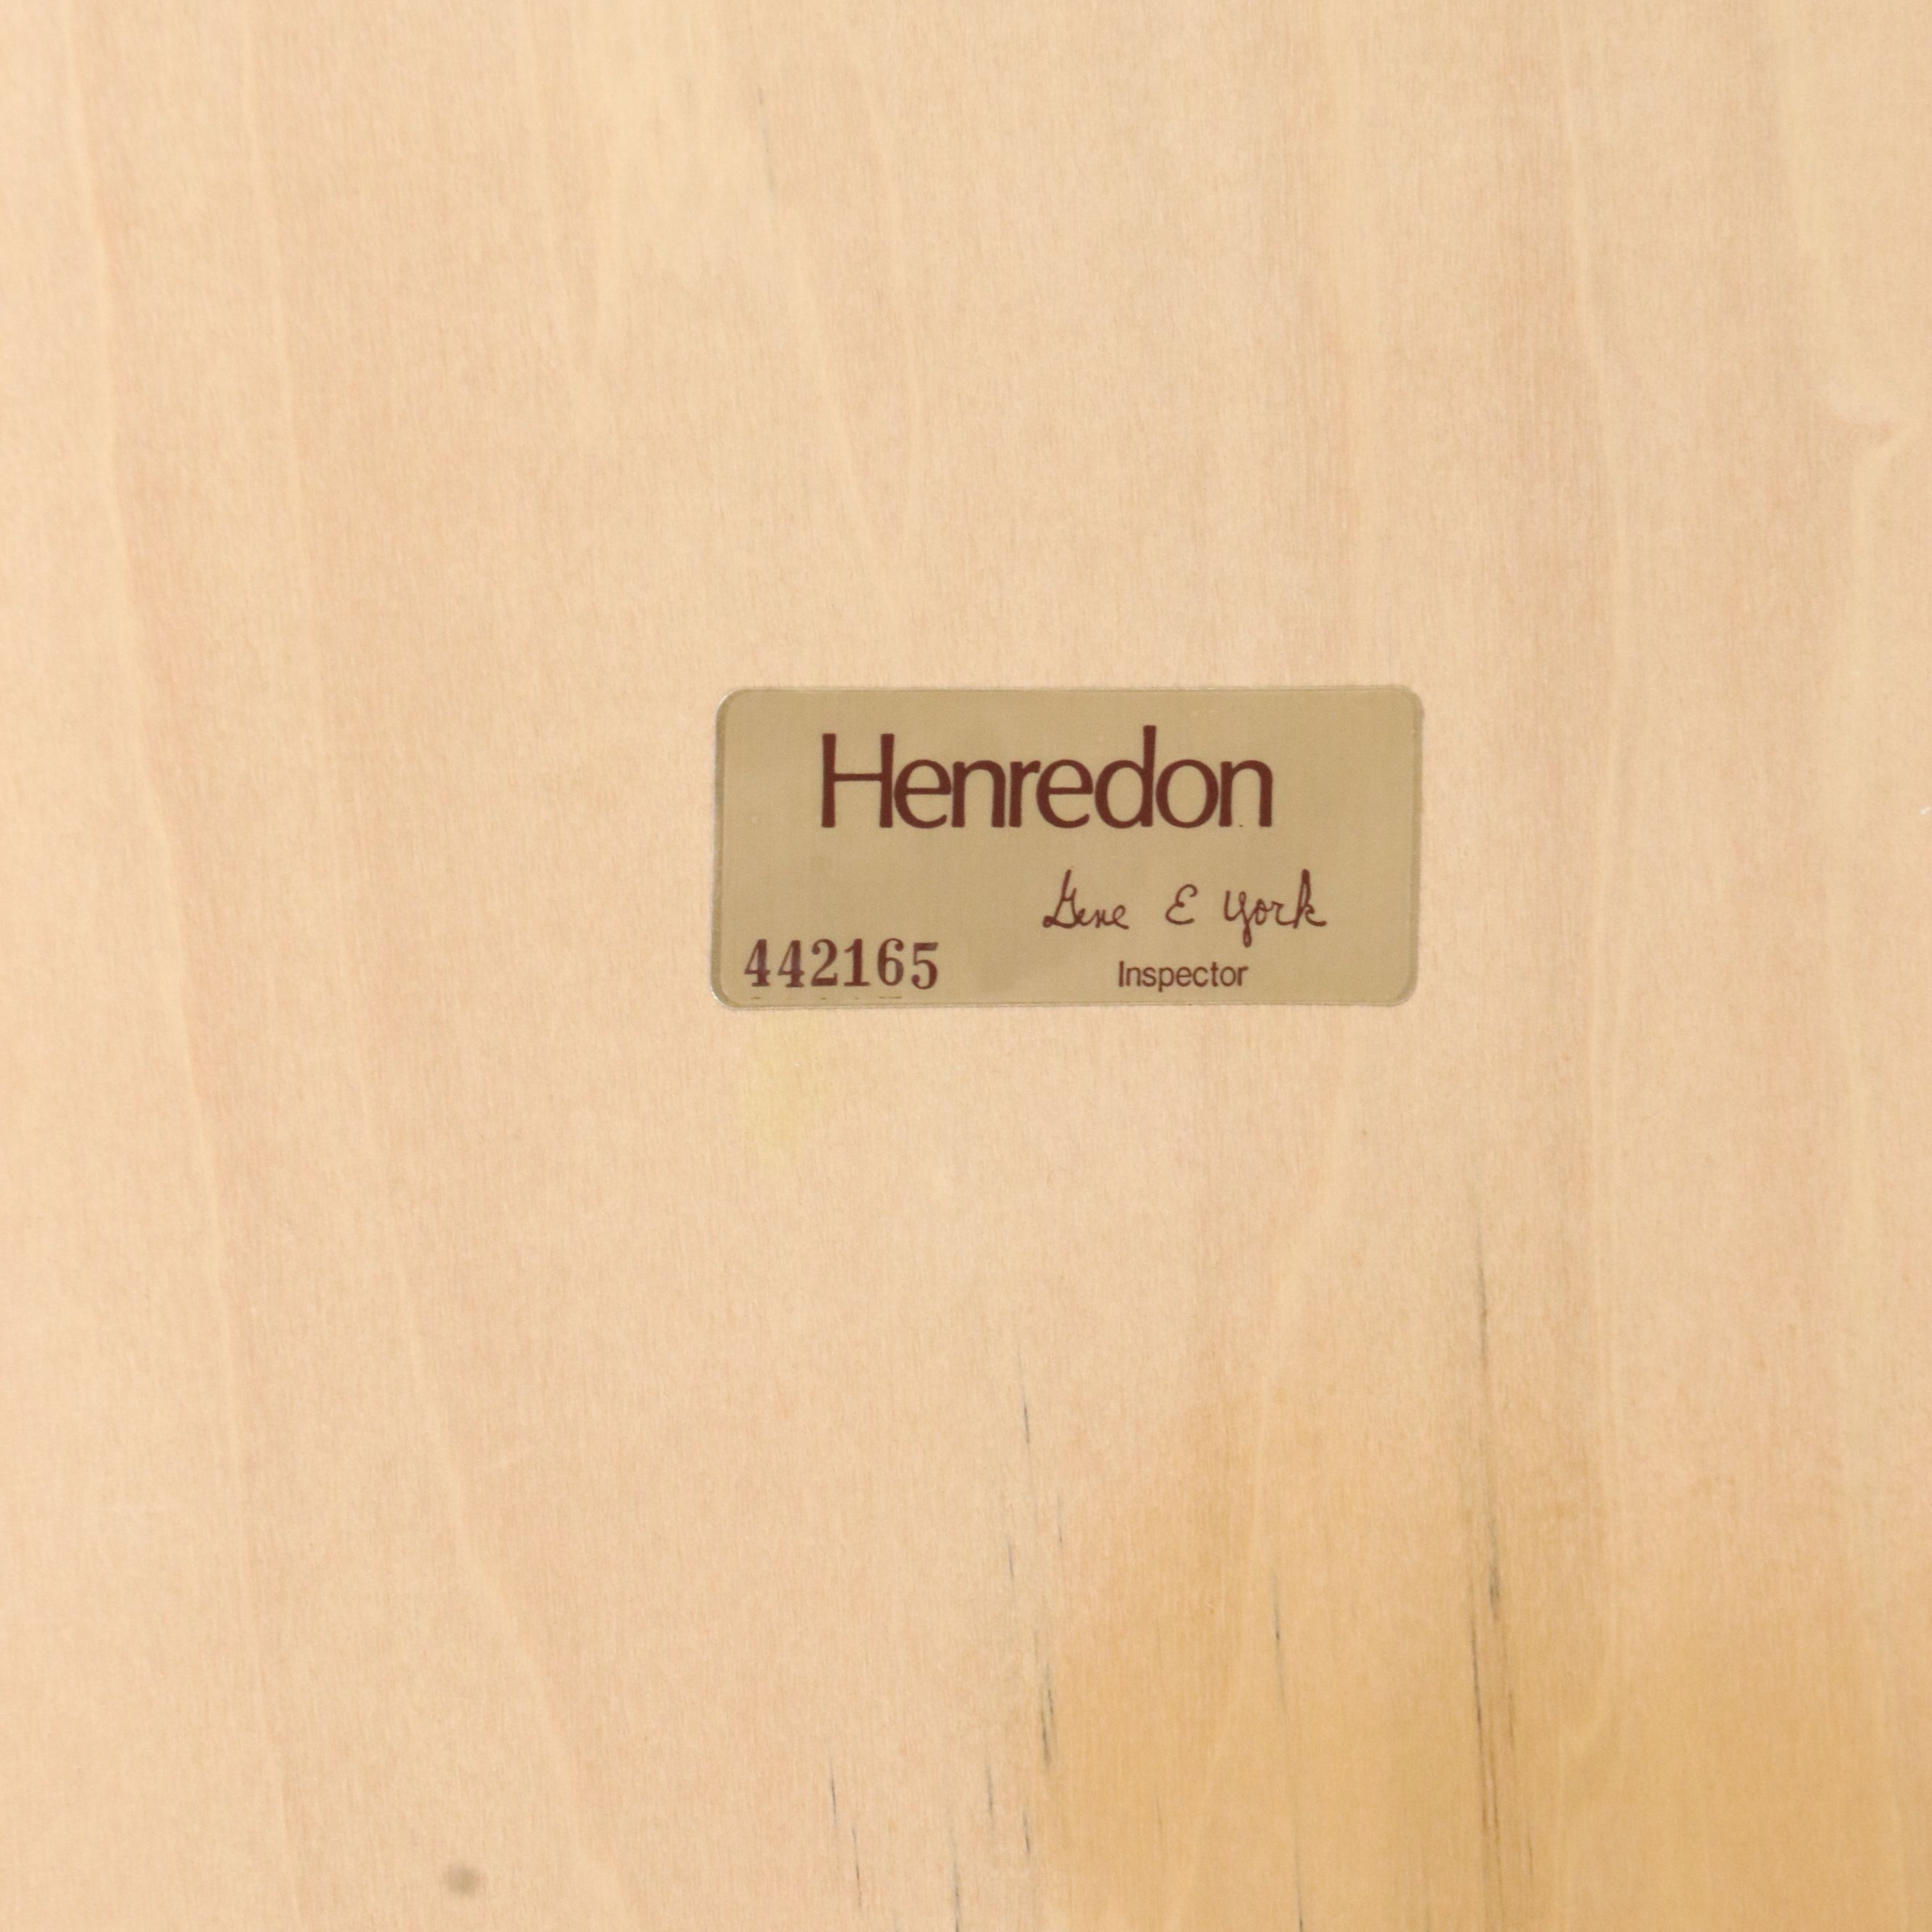 Henredon
Gene E York
442165
Inspector